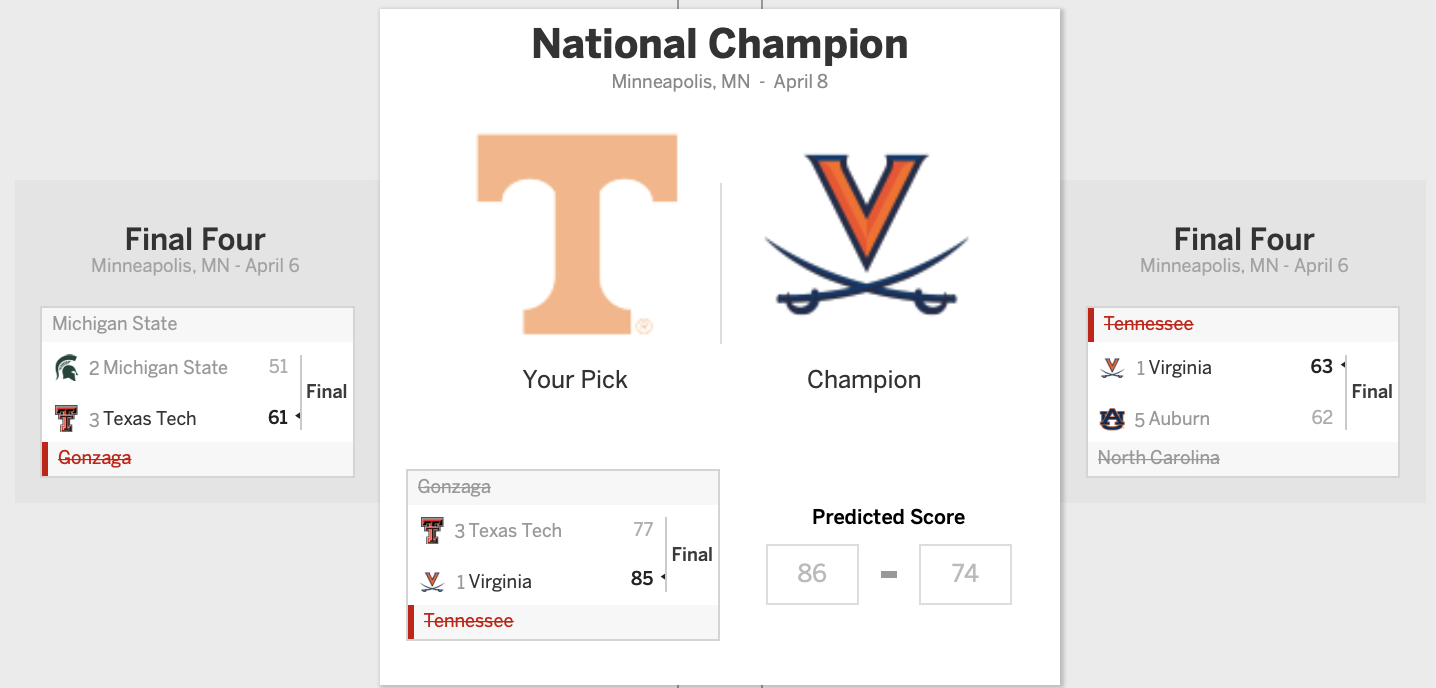 National Champion
Minneapolis, MN - April 8
Your Pick
Champion
Final Four
Minneapolis, MN - April 6
Michigan State
2 Michigan State 51
3 Texas Tech 61
Final
Gonzaga
Gonzaga
3 Texas Tech 77
1 Virginia 85
Final
Tennessee
Predicted Score
86 - 74
Final Four
Minneapolis, MN - April 6
Tennessee
1 Virginia 63
5 Auburn 62
Final
North Carolina